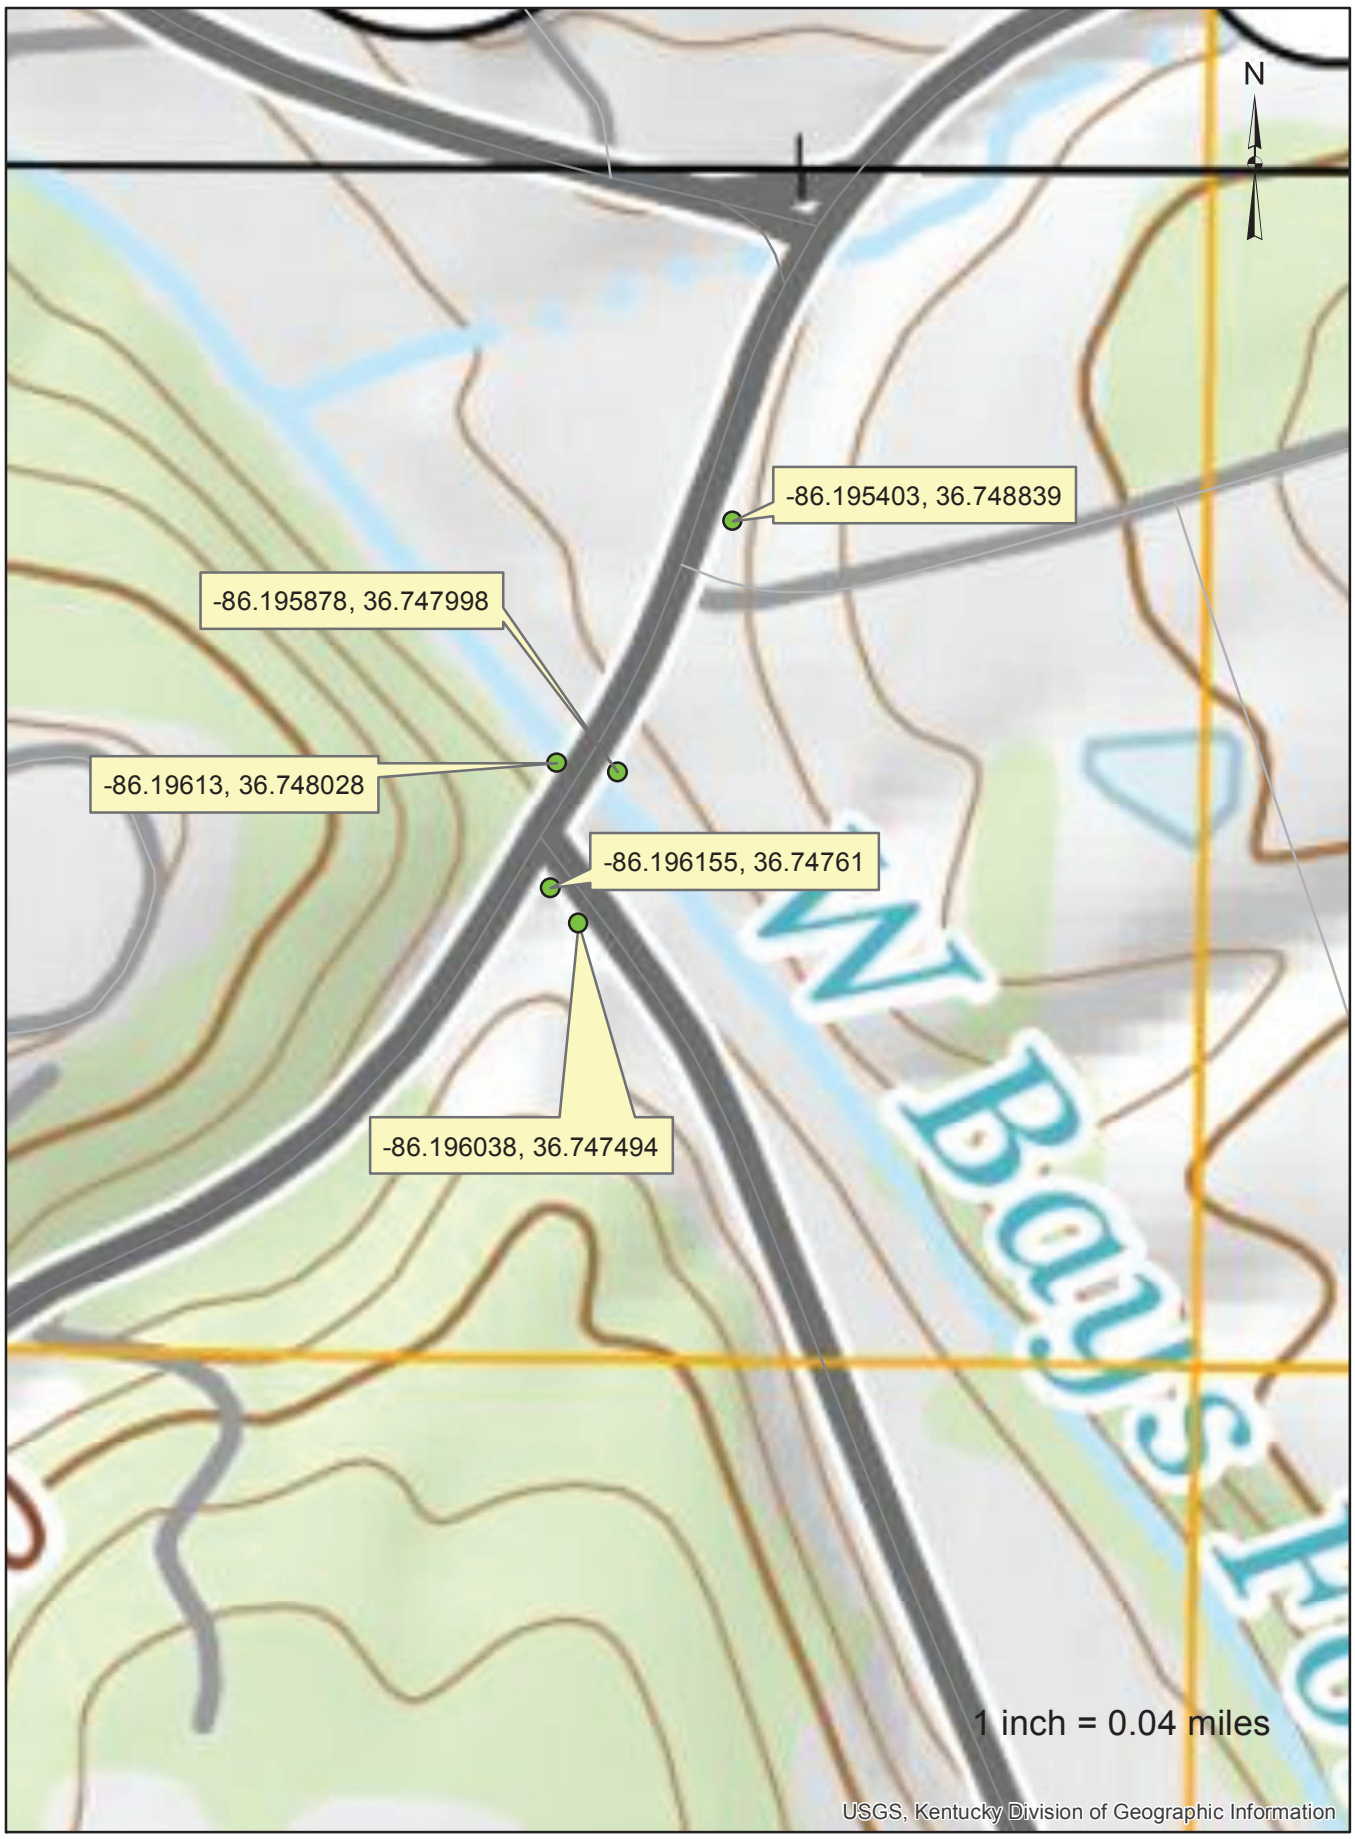 N
-86.195403, 36.748839
-86.195878, 36.747998
-86.19613, 36.748028
-86.196155, 36.74761
-86.196038, 36.747494
W Bays
1 inch = 0.04 miles
USGS, Kentucky Division of Geographic Information